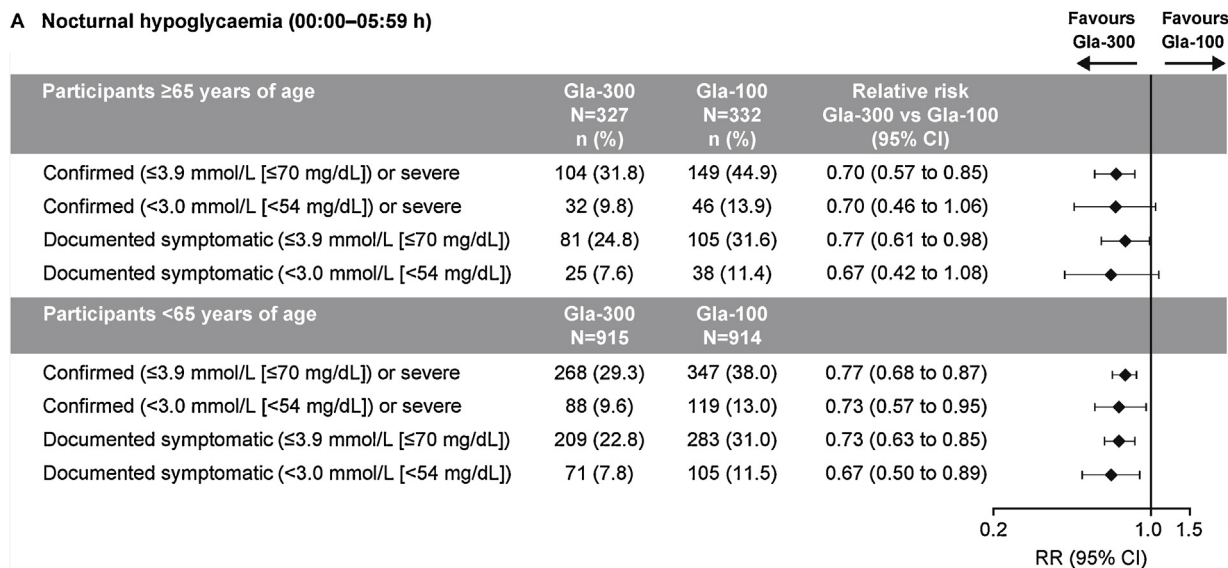 A Nocturnal hypoglycaemia (00:00–05:59 h)
Favours Gla-300
Favours Gla-100
Participants ≥65 years of age
Gla-300 N=327 n (%)
Gla-100 N=332 n (%)
Relative risk Gla-300 vs Gla-100 (95% CI)
Confirmed (≤3.9 mmol/L [≤70 mg/dL]) or severe 104 (31.8) 149 (44.9) 0.70 (0.57 to 0.85)
Confirmed (<3.0 mmol/L [<54 mg/dL]) or severe 32 (9.8) 46 (13.9) 0.70 (0.46 to 1.06)
Documented symptomatic (≤3.9 mmol/L [≤70 mg/dL]) 81 (24.8) 105 (31.6) 0.77 (0.61 to 0.98)
Documented symptomatic (<3.0 mmol/L [<54 mg/dL]) 25 (7.6) 38 (11.4) 0.67 (0.42 to 1.08)
Participants <65 years of age
Gla-300 N=915
Gla-100 N=914
Confirmed (≤3.9 mmol/L [≤70 mg/dL]) or severe 268 (29.3) 347 (38.0) 0.77 (0.68 to 0.87)
Confirmed (<3.0 mmol/L [<54 mg/dL]) or severe 88 (9.6) 119 (13.0) 0.73 (0.57 to 0.95)
Documented symptomatic (≤3.9 mmol/L [≤70 mg/dL]) 209 (22.8) 283 (31.0) 0.73 (0.63 to 0.85)
Documented symptomatic (<3.0 mmol/L [<54 mg/dL]) 71 (7.8) 105 (11.5) 0.67 (0.50 to 0.89)
0.2 1.0 1.5
RR (95% CI)